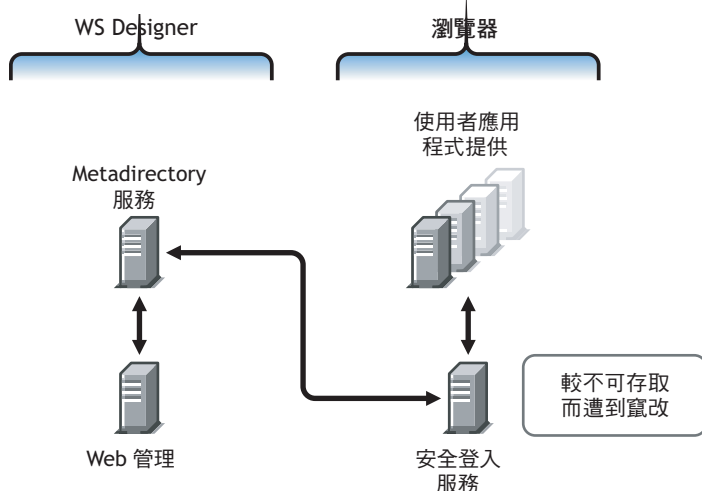 WS Designer
瀏覽器
使用者應用
程式提供
Metadirectory
服務
較不可存取
而遭到竄改
Web 管理
安全登入
服務